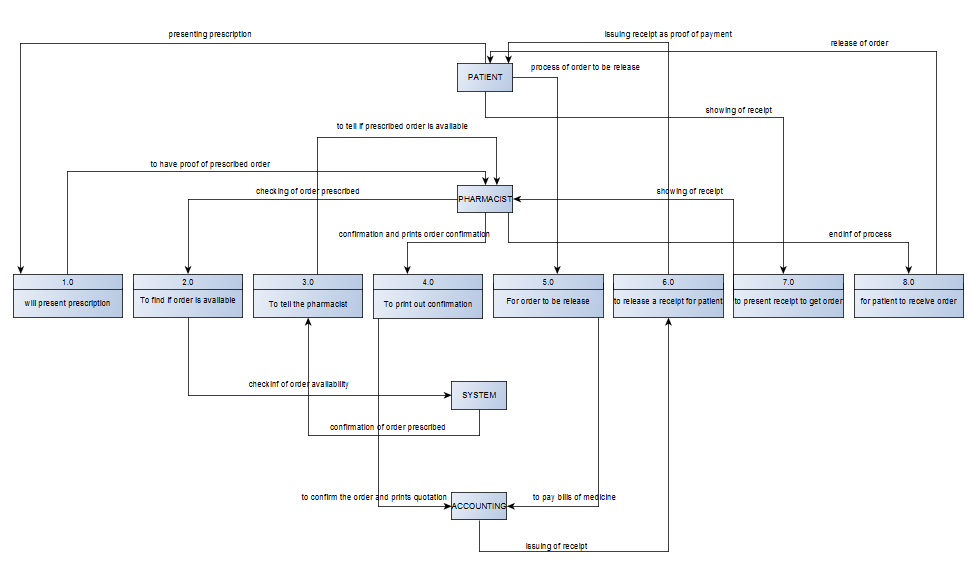 presenting prescription
issuing receipt as proof of payment
release of order
process of order to be release
PATIENT
showing of receipt
to tell if prescribed order is available
to have proof of prescribed order
checking of order prescribed
showing of receipt
PHARMACIST
confirmation and prints order confirmation
endinf of process
1.0
will present prescription
2.0
To find if order is available
3.0
To tell the pharmacist
4.0
To print out confirmation
5.0
For order to be release
6.0
to release a receipt for patient
7.0
to present receipt to get order
8.0
for patient to receive order
checkinf of order availability
SYSTEM
confirmation of order prescribed
to confirm the order and prints quotation
to pay bills of medicine
ACCOUNTING
issuing of receipt